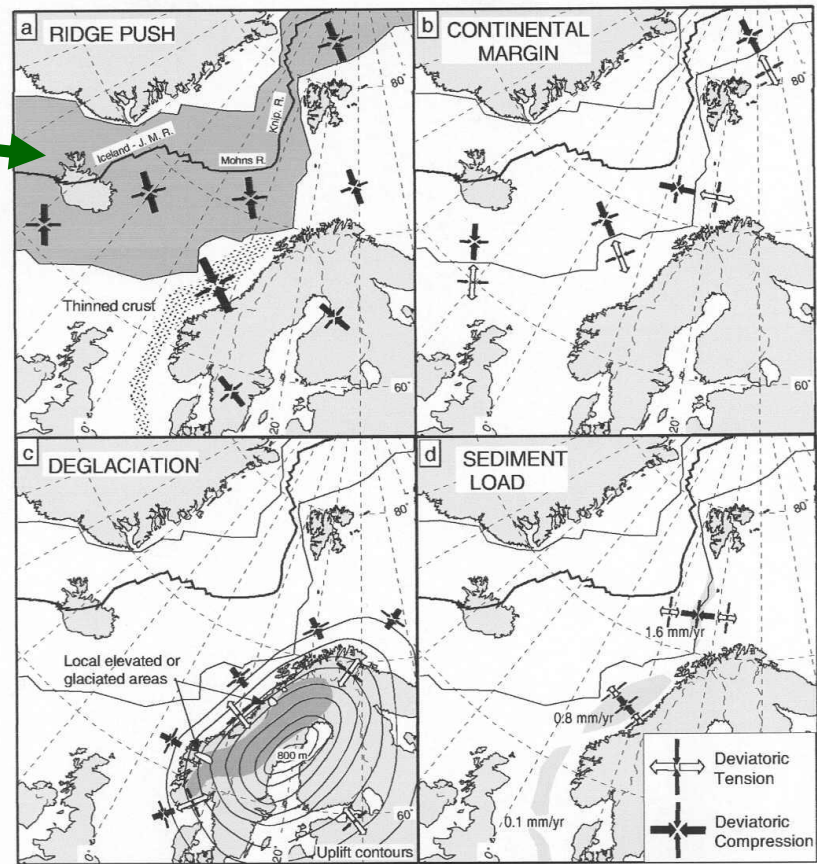 a
RIDGE PUSH
80°
Knip. R.
Iceland - J. M. R.
Mohns R.
Thinned crust
60°
0°
20°
b
CONTINENTAL
MARGIN
80°
60°
0°
20°
c
DEGLACIATION
80°
Local elevated or
glaciated areas
800 m
60°
0°
20°
Uplift contours
d
SEDIMENT
LOAD
80°
1.6 mm/yr
0.8 mm/yr
0.1 mm/yr
0°
Deviatoric
Tension
Deviatoric
Compression